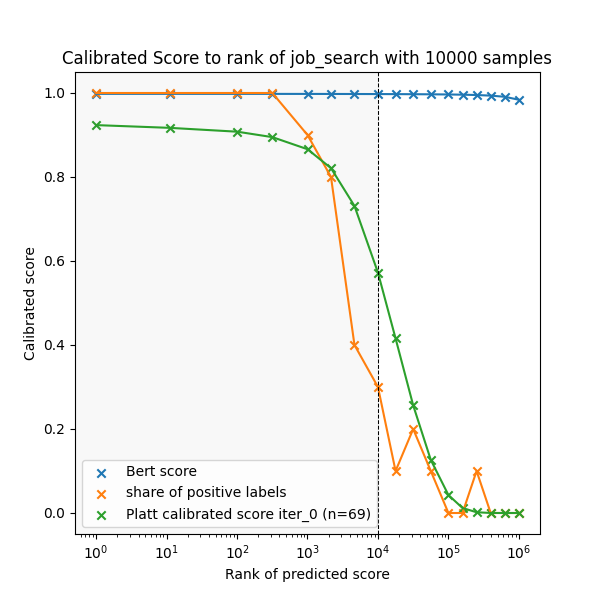 Calibrated Score to rank of job_search with 10000 samples
Calibrated score
1.0
0.8
0.6
0.4
0.2
0.0
Bert score
share of positive labels
Platt calibrated score iter_0 (n=69)
10⁰ 10¹ 10² 10³ 10⁴ 10⁵ 10⁶
Rank of predicted score